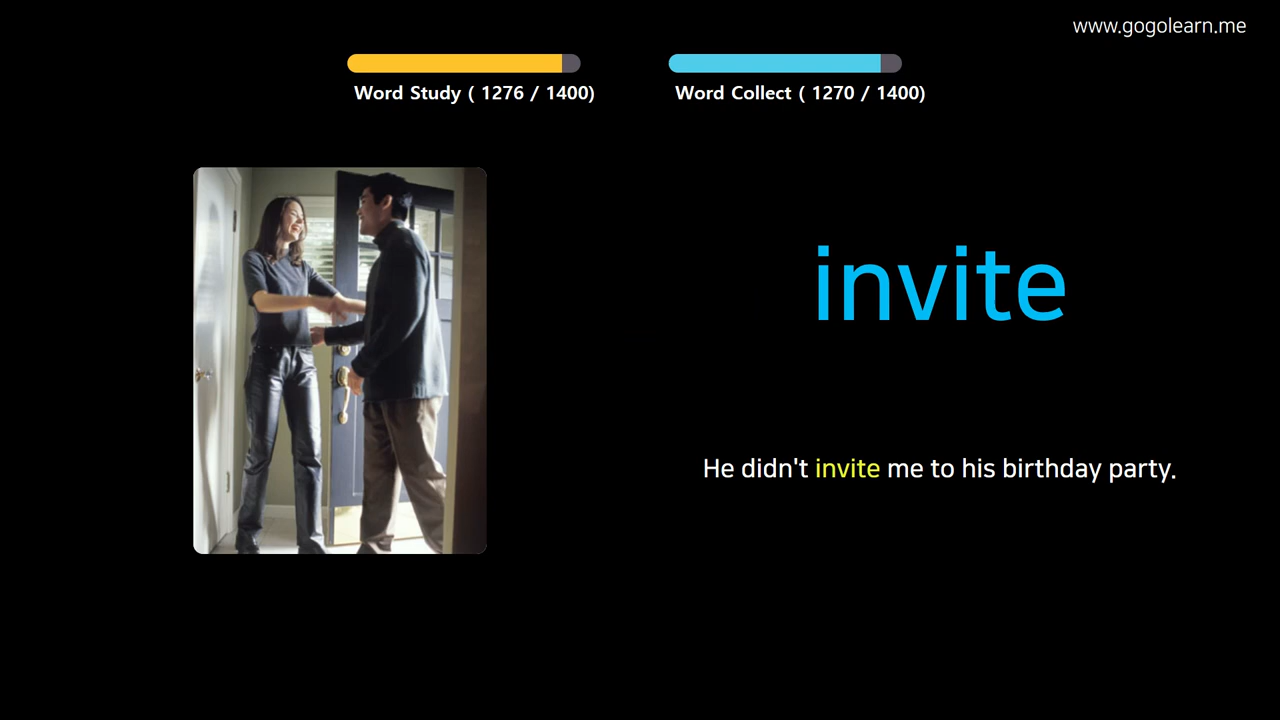 www.gogolearn.me
Word Study ( 1276 / 1400)
Word Collect ( 1270 / 1400)
invite
He didn't invite me to his birthday party.